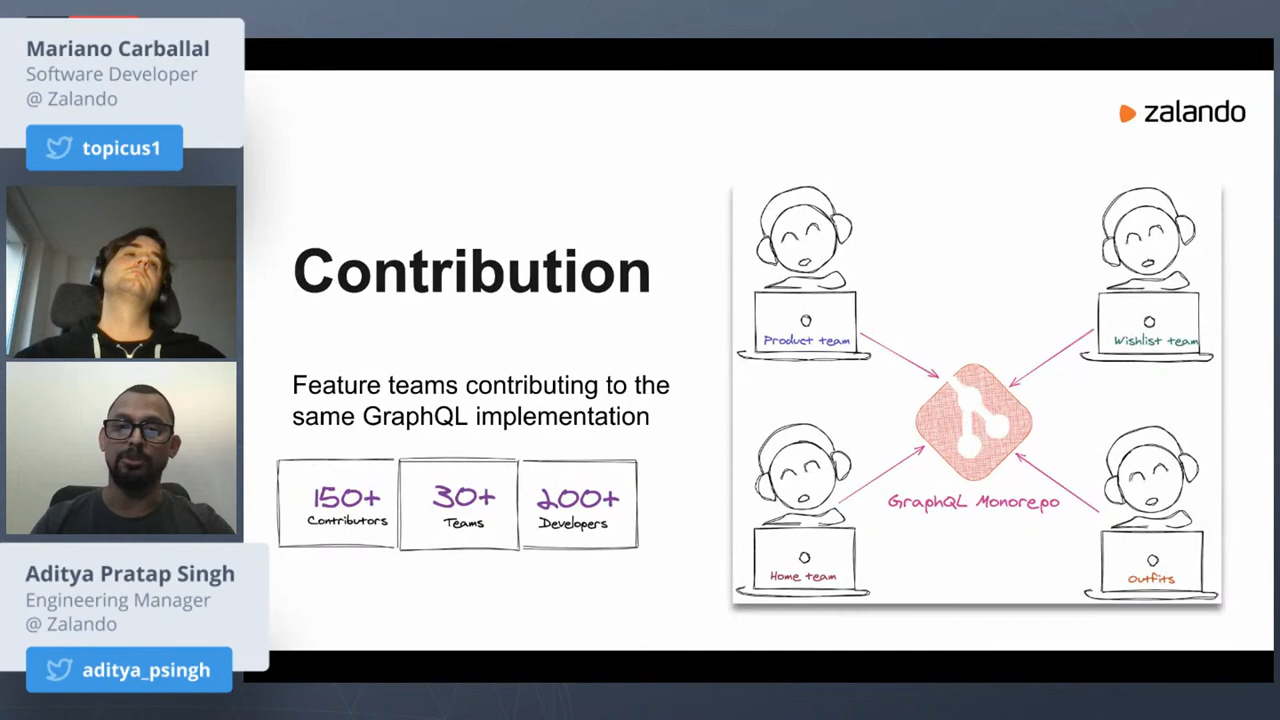 Mariano Carballal
Software Developer
@ Zalando
topicus1
Aditya Pratap Singh
Engineering Manager
@ Zalando
aditya_psingh
zalando
Contribution
Feature teams contributing to the
same GraphQL implementation
150+
Contributors
30+
Teams
200+
Developers
Product team
Wishlist team
GraphQL Monorepo
Home team
Outfits